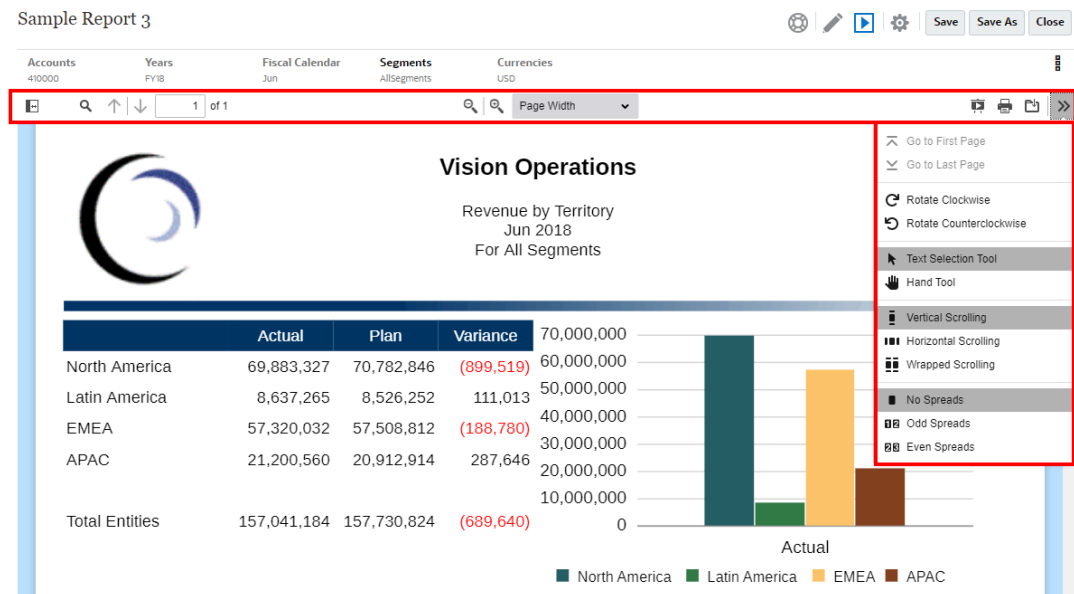 Sample Report 3
Save Save As Close
Accounts Years Fiscal Calendar Segments Currencies
410000 FY18 Jun AllSegments USD
1 of 1 Page Width
Go to First Page
Go to Last Page
Rotate Clockwise
Rotate Counterclockwise
Text Selection Tool
Hand Tool
Vertical Scrolling
Horizontal Scrolling
Wrapped Scrolling
No Spreads
Odd Spreads
Even Spreads
Vision Operations
Revenue by Territory
Jun 2018
For All Segments
Actual Plan Variance
North America 69,883,327 70,782,846 (899,519)
Latin America 8,637,265 8,526,252 111,013
EMEA 57,320,032 57,508,812 (188,780)
APAC 21,200,560 20,912,914 287,646
Total Entities 157,041,184 157,730,824 (689,640)
70,000,000
60,000,000
50,000,000
40,000,000
30,000,000
20,000,000
10,000,000
0
Actual
North America Latin America EMEA APAC